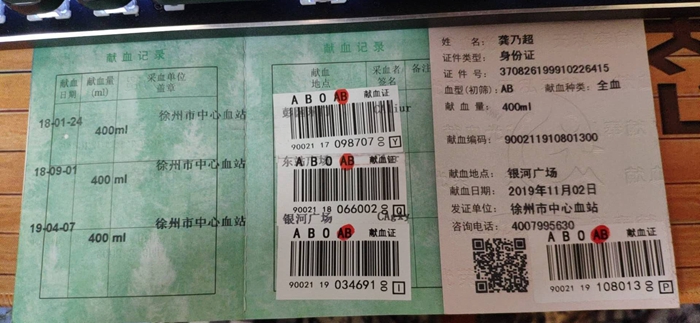 献血记录
献血日期 献血量(ml) 采血单位盖章
18-01-24 400ml 徐州市中心血站
18-09-01 400 ml 徐州市中心血站
19-04-07 400 ml 徐州市中心血站
献血记录
献血地点 采血者签名 备注
A B O AB 献血证
90021 17 098707 00 Y
A B O AB 献血证
90021 18 066002 00 Q
银河广场
A B O AB 献血证
90021 19 034691 00 I
姓 名: 龚乃超
证件类型: 身份证
证 件 号: 370826199910226415
血型(初筛): AB 献血种类: 全血
献 血 量: 400ml
献血编码: 900211910801300
献血地点: 银河广场
献血日期: 2019年11月02日
发证单位: 徐州市中心血站
咨询电话: 4007995630
A B O AB 献血证
90021 19 108013 00 P